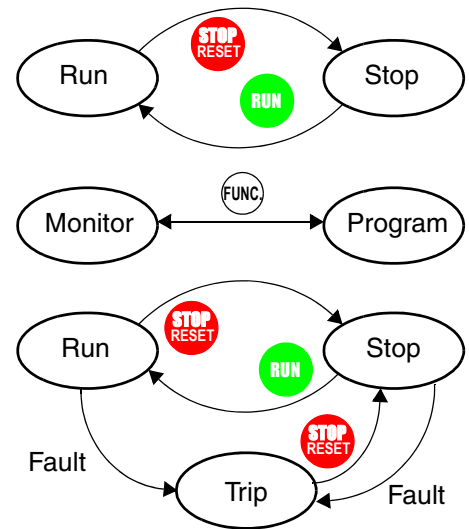 STOP
RESET
Run
Stop
RUN
FUNC.
Monitor
Program
STOP
RESET
Run
Stop
RUN
STOP
RESET
Fault
Trip
Fault